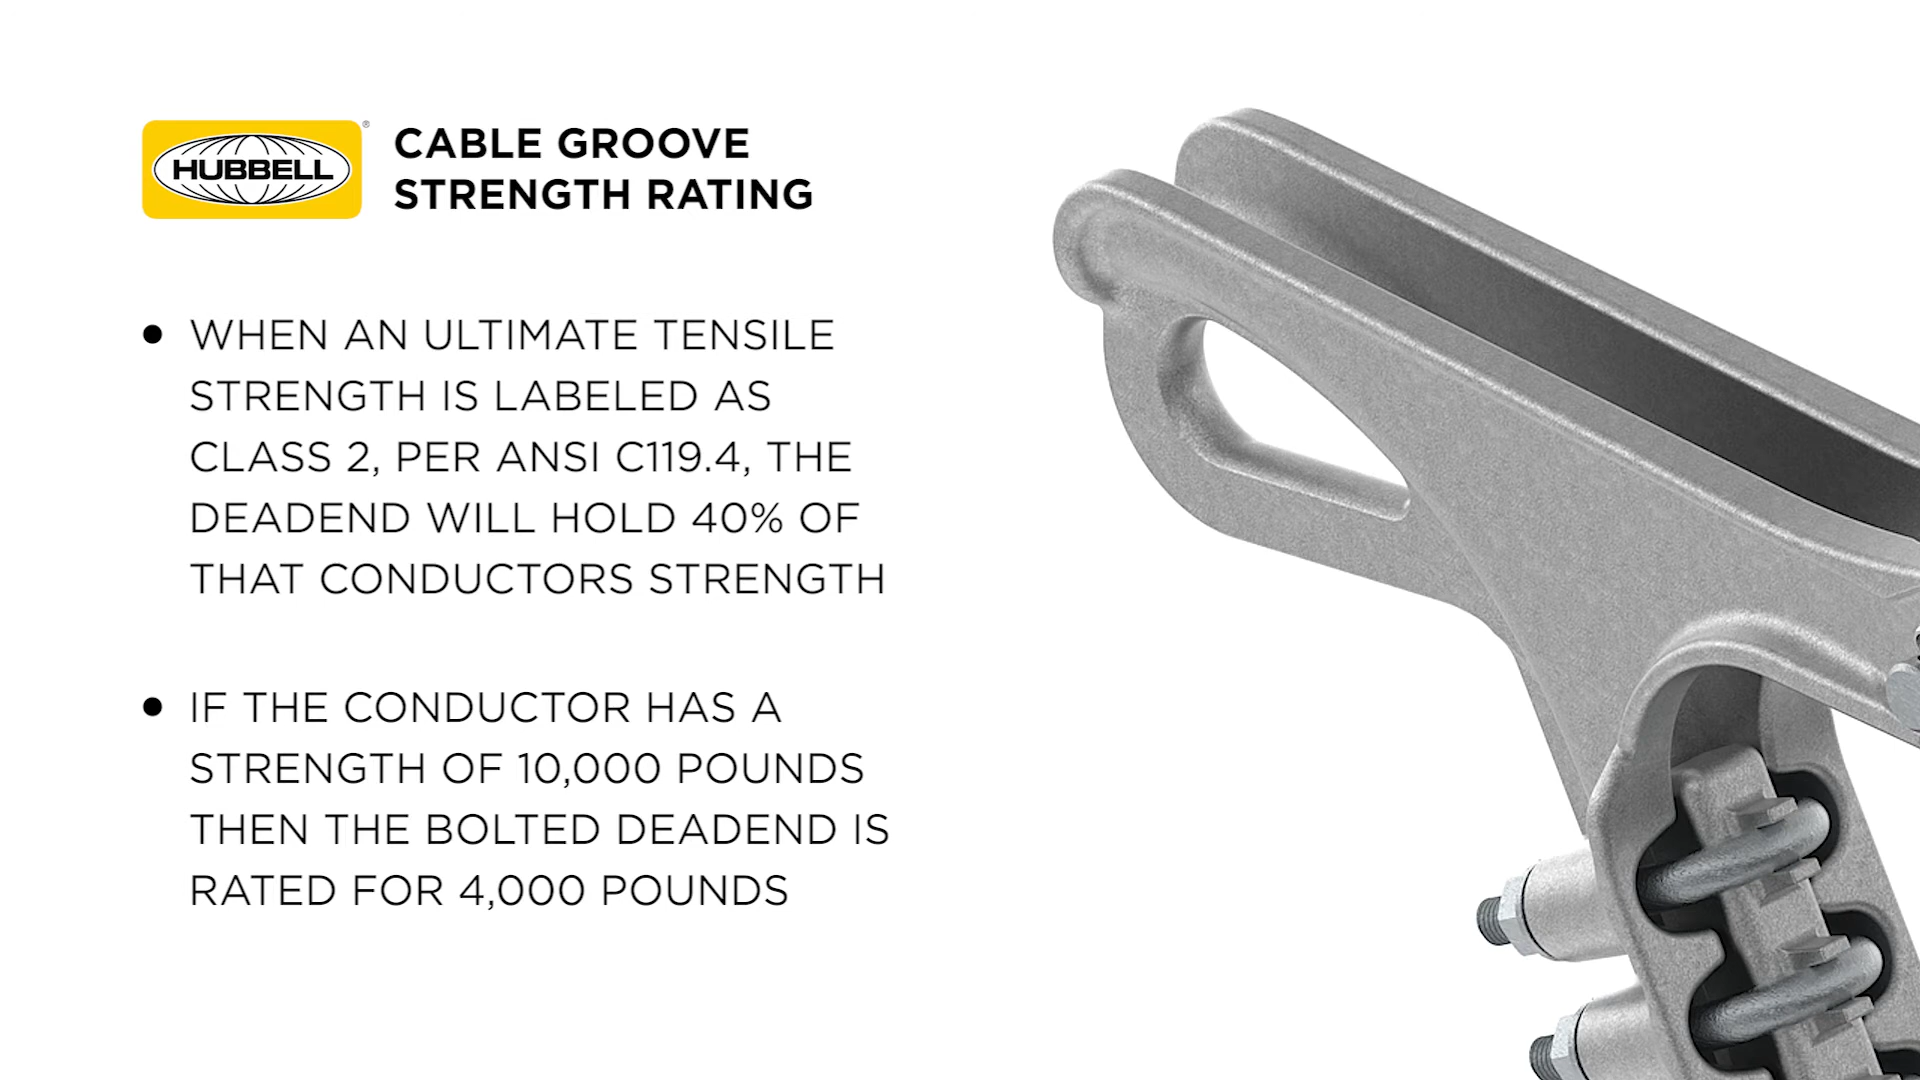 HUBBELL
®
CABLE GROOVE
STRENGTH RATING
• WHEN AN ULTIMATE TENSILE
STRENGTH IS LABELED AS
CLASS 2, PER ANSI C119.4, THE
DEADEND WILL HOLD 40% OF
THAT CONDUCTORS STRENGTH
• IF THE CONDUCTOR HAS A
STRENGTH OF 10,000 POUNDS
THEN THE BOLTED DEADEND IS
RATED FOR 4,000 POUNDS